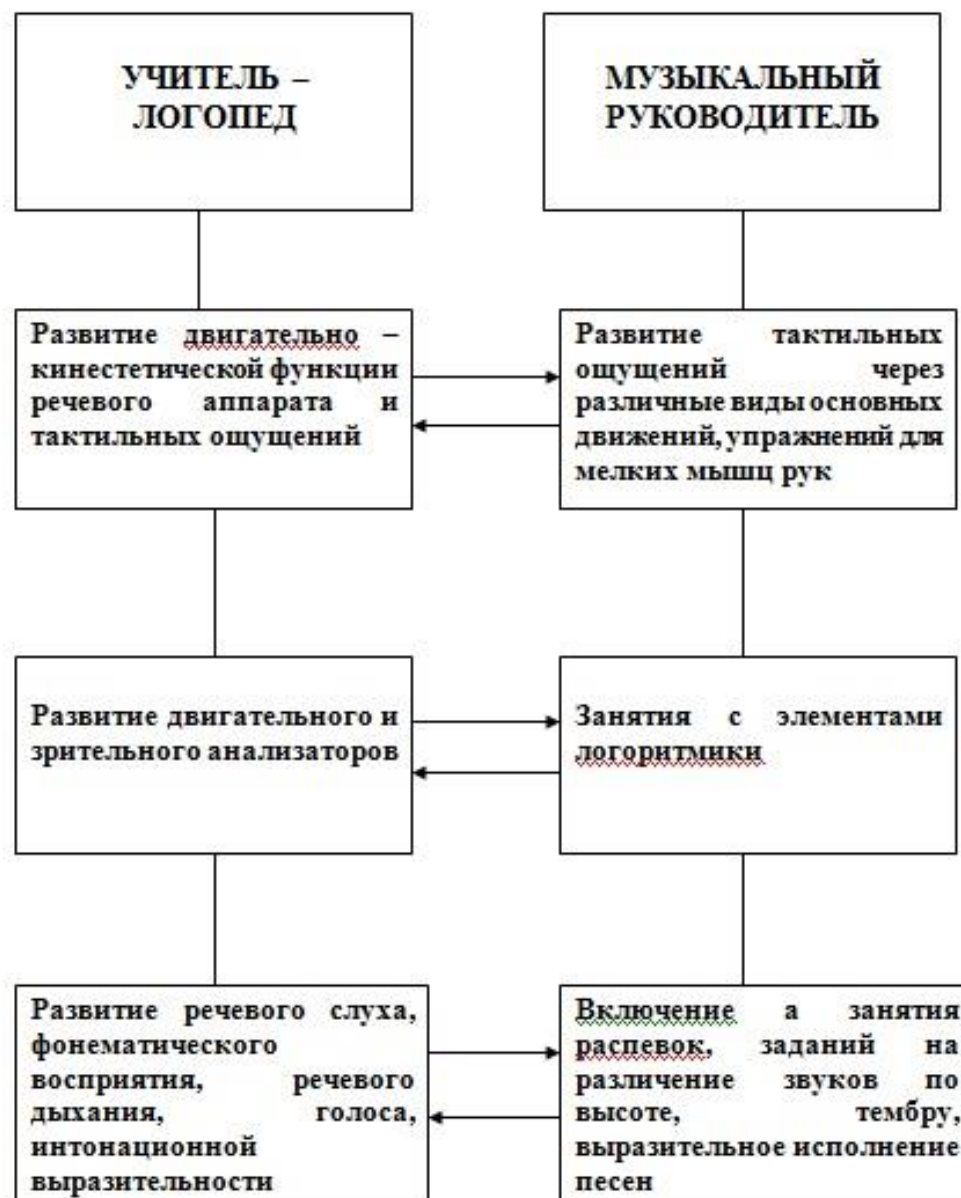 УЧИТЕЛЬ –
ЛОГОПЕД
МУЗЫКАЛЬНЫЙ
РУКОВОДИТЕЛЬ
Развитие двигательно –
кинестетической функции
речевого аппарата и
тактильных ощущений
Развитие тактильных
ощущений через
различные виды основных
движений, упражнений для
мелких мышц рук
Развитие двигательного и
зрительного анализаторов
Занятия с элементами
логоритмики
Развитие речевого слуха,
фонематического
восприятия, речевого
дыхания, голоса,
интонационной
выразительности
Включение а занятия
распевок, заданий на
различение звуков по
высоте, тембру,
выразительное исполнение
песен